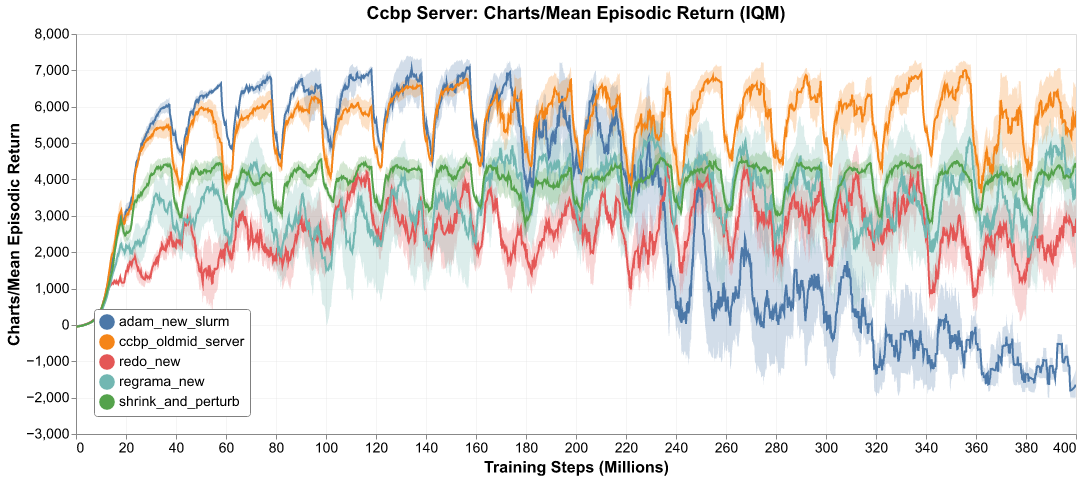 Ccbp Server: Charts/Mean Episodic Return (IQM)
Charts/Mean Episodic Return
8,000
7,000
6,000
5,000
4,000
3,000
2,000
1,000
0
−1,000
−2,000
−3,000
adam_new_slurm
ccbp_oldmid_server
redo_new
regrama_new
shrink_and_perturb
0 20 40 60 80 100 120 140 160 180 200 220 240 260 280 300 320 340 360 380 400
Training Steps (Millions)